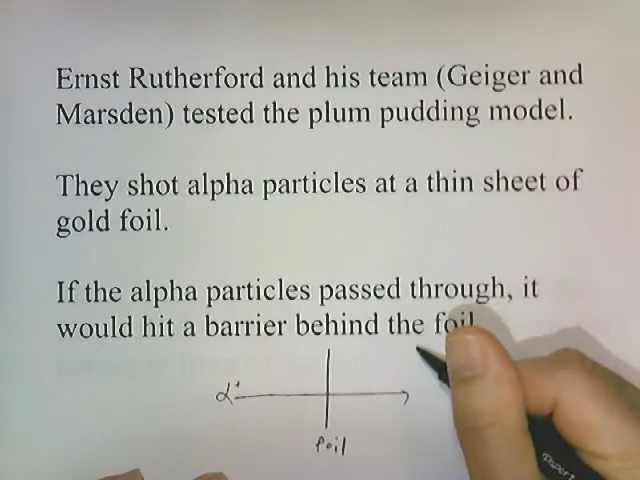 Ernst Rutherford and his team (Geiger and
Marsden) tested the plum pudding model.
They shot alpha particles at a thin sheet of
gold foil.
If the alpha particles passed through, it
would hit a barrier behind the foil
α+
foil